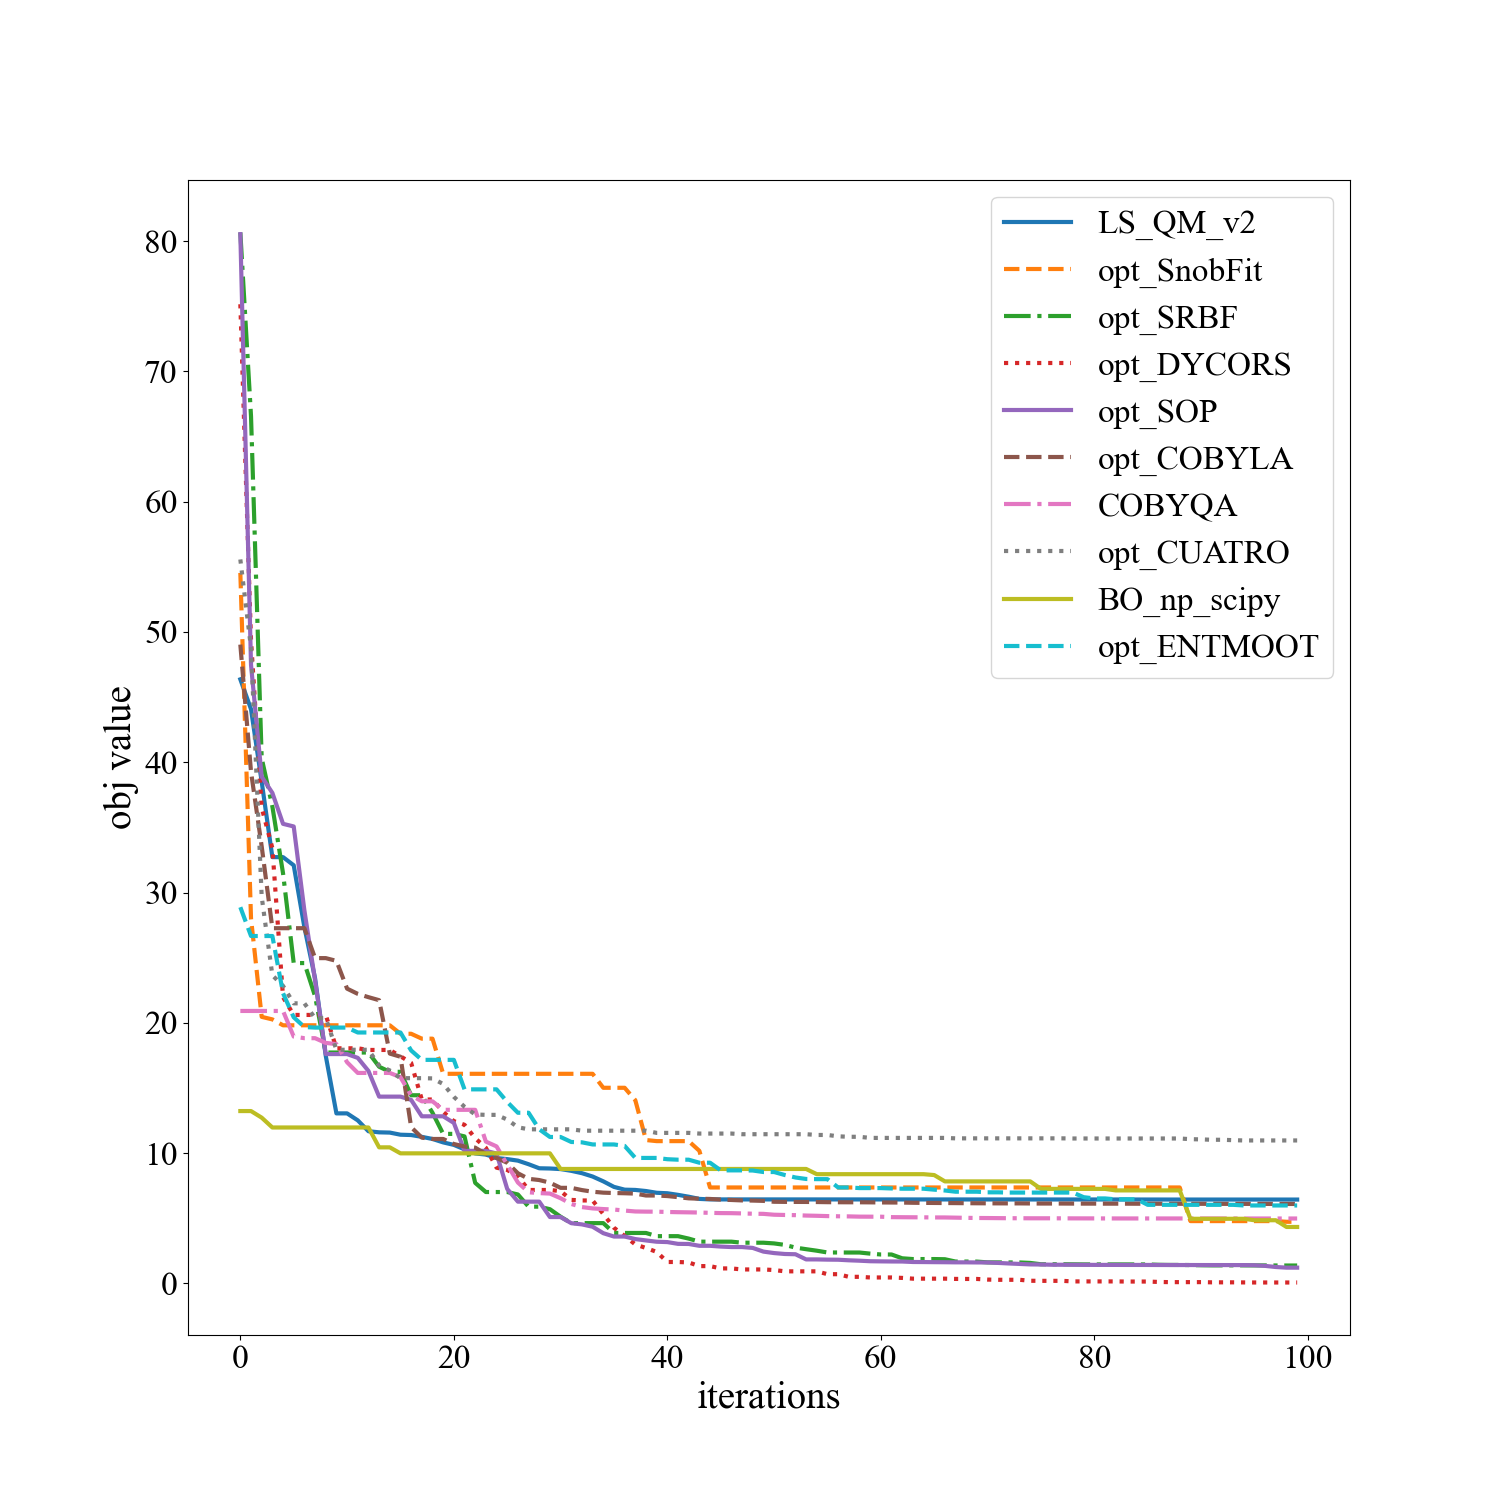 LS_QM_v2
opt_SnobFit
opt_SRBF
opt_DYCORS
opt_SOP
opt_COBYLA
COBYQA
opt_CUATRO
BO_np_scipy
opt_ENTMOOT
80
70
60
50
40
30
20
10
0
obj value
0 20 40 60 80 100
iterations